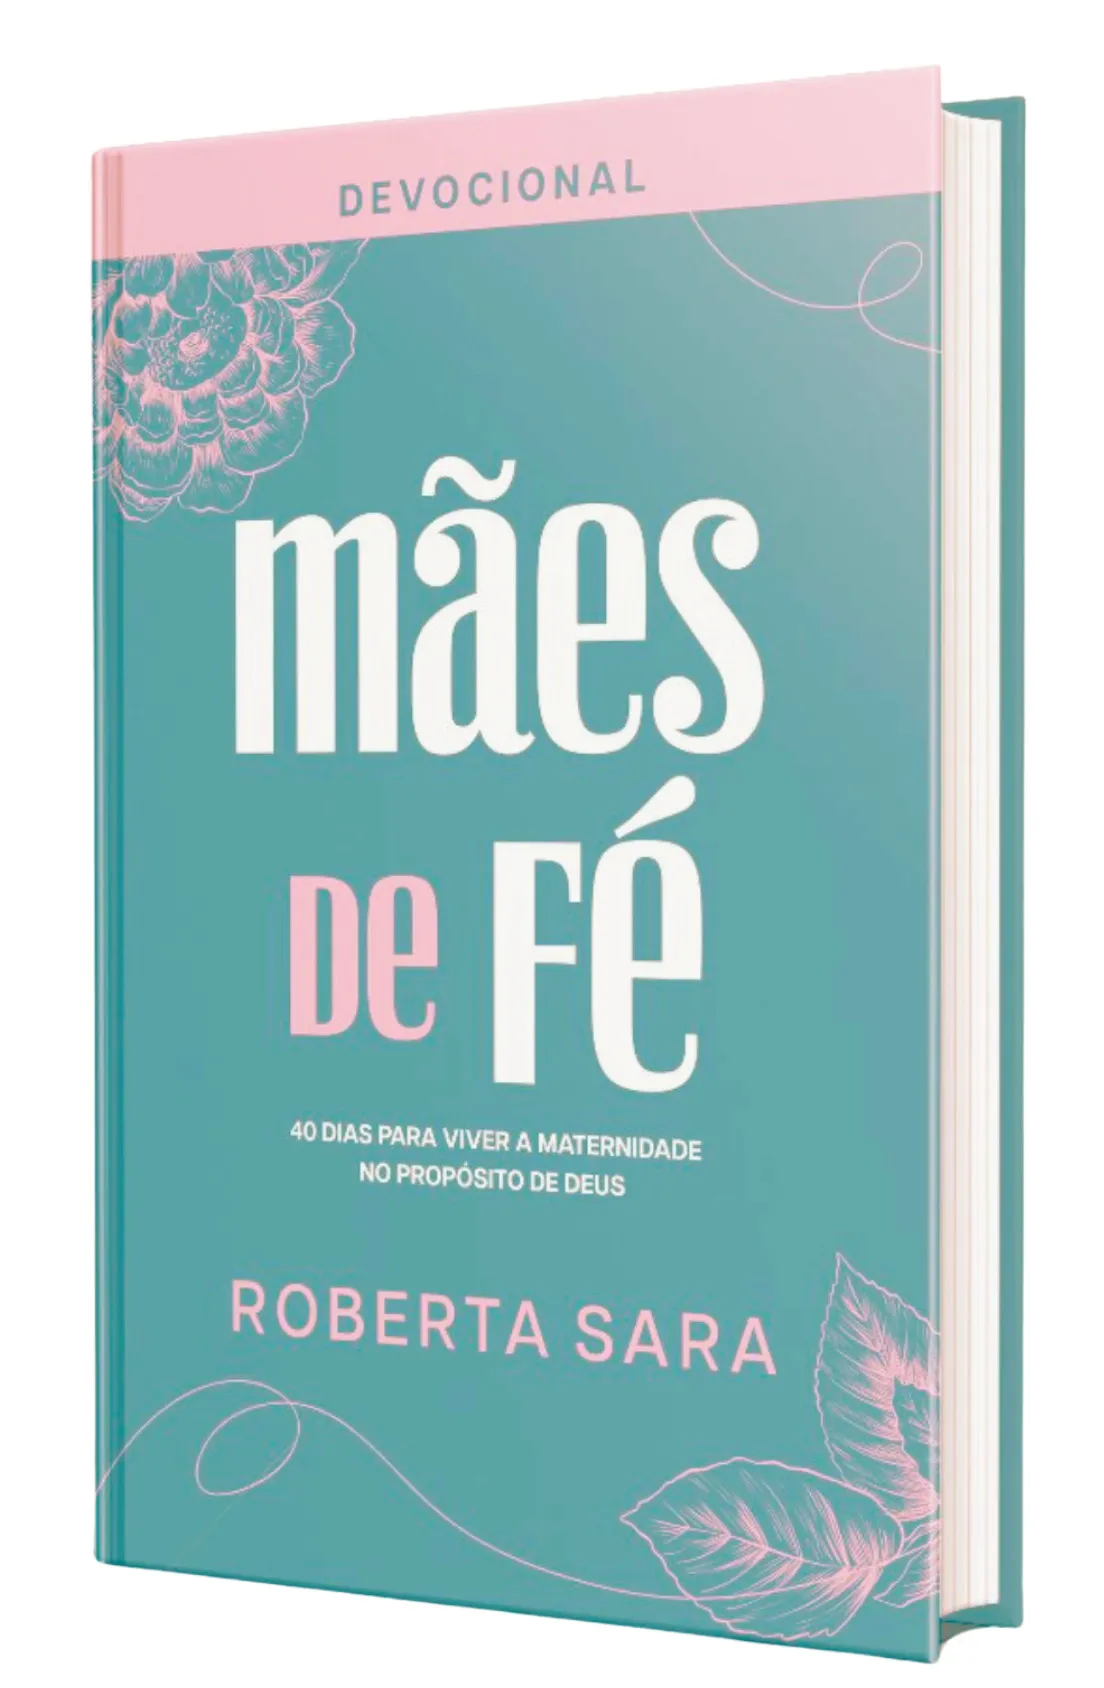 DEVOCIONAL
mães
DE Fé
40 DIAS PARA VIVER A MATERNIDADE
NO PROPÓSITO DE DEUS
ROBERTA SARA